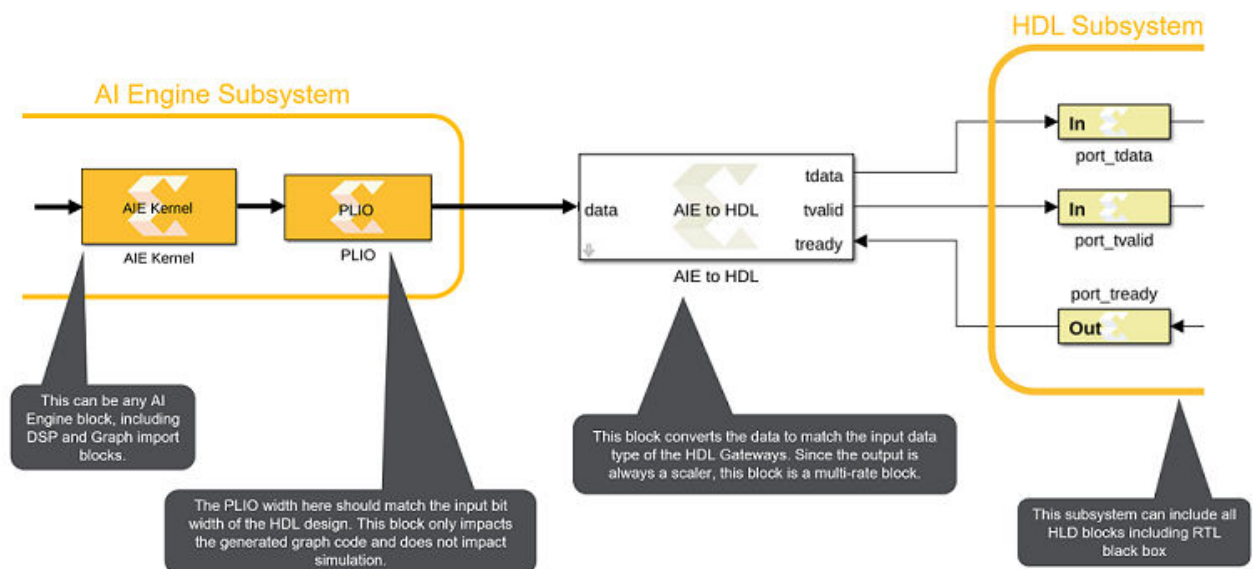 HDL Subsystem
AI Engine Subsystem
In
port_tdata
tdata
AIE Kernel
PLIO
data
AIE to HDL
tvalid
In
AIE Kernel
PLIO
tready
port_tvalid
AIE to HDL
port_tready
Out
This can be any AI
Engine block, including
DSP and Graph import
blocks.
This block converts the data to match the input data
type of the HDL Gateways. Since the output is
always a scaler, this block is a multi-rate block.
The PLIO width here should match the input bit
width of the HDL design. This block only impacts
the generated graph code and does not impact
simulation.
This subsystem can include all
HLD blocks including RTL
black box